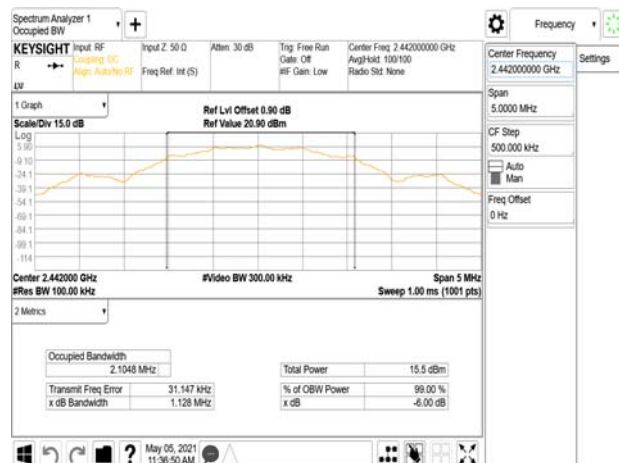 Spectrum Analyzer 1
Occupied BW
Frequency
KEYSIGHT
R
Input: RF
Coupling: DC
Align: Auto/No RF
Input Z: 50 Ω
Freq Ref: Int (S)
Atten: 30 dB
Trig: Free Run
Gate: Off
#IF Gain: Low
Center Freq: 2.442000000 GHz
Avg|Hold: 100/100
Radio Std: None
Center Frequency
2.442000000 GHz
Settings
Span
5.0000 MHz
CF Step
500.000 kHz
Auto
Man
Freq Offset
0 Hz
1 Graph
Scale/Div 15.0 dB
Ref Lvl Offset 0.90 dB
Ref Value 20.90 dBm
Log
5.90
-9.10
-24.1
-39.1
-54.1
-69.1
-84.1
-99.1
-114
Center 2.442000 GHz
#Res BW 100.00 kHz
#Video BW 300.00 kHz
Span 5 MHz
Sweep 1.00 ms (1001 pts)
2 Metrics
Occupied Bandwidth
2.1048 MHz
Transmit Freq Error 31.147 kHz
x dB Bandwidth 1.128 MHz
Total Power 15.5 dBm
% of OBW Power 99.00 %
x dB -6.00 dB
?
May 05, 2021
11:36:50 AM